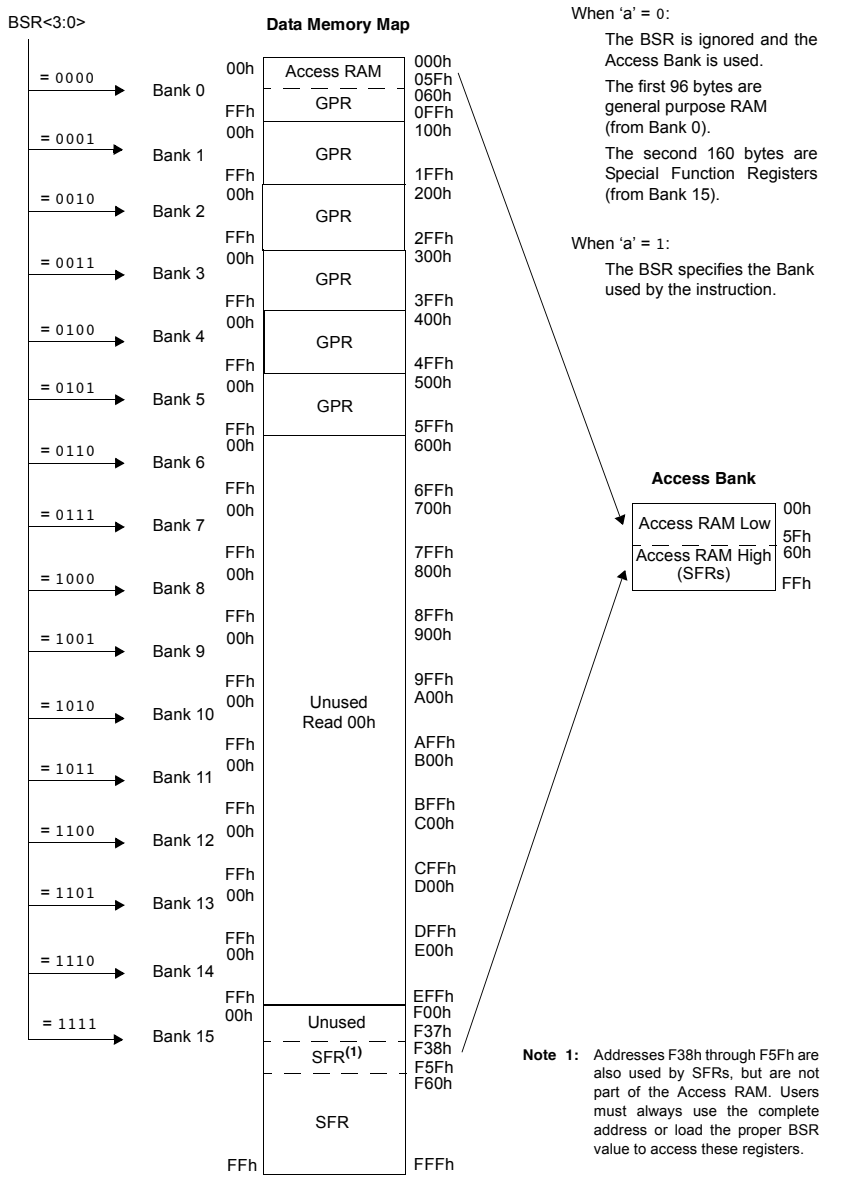 BSR<3:0>
Data Memory Map
= 0000
Bank 0
00h
Access RAM
000h
05Fh
GPR
060h
FFh
0FFh
= 0001
Bank 1
00h
GPR
100h
FFh
1FFh
= 0010
Bank 2
00h
GPR
200h
FFh
2FFh
= 0011
Bank 3
00h
GPR
300h
FFh
3FFh
= 0100
Bank 4
00h
GPR
400h
FFh
4FFh
= 0101
Bank 5
00h
GPR
500h
FFh
5FFh
= 0110
Bank 6
00h
600h
FFh
6FFh
= 0111
Bank 7
00h
700h
FFh
7FFh
= 1000
Bank 8
00h
800h
FFh
8FFh
= 1001
Bank 9
00h
900h
FFh
9FFh
= 1010
Bank 10
00h
Unused
Read 00h
A00h
FFh
AFFh
= 1011
Bank 11
00h
B00h
FFh
BFFh
= 1100
Bank 12
00h
C00h
FFh
CFFh
= 1101
Bank 13
00h
D00h
FFh
DFFh
= 1110
Bank 14
00h
E00h
FFh
EFFh
= 1111
Bank 15
00h
Unused
F00h
F37h
SFR(1)
F38h
F5Fh
SFR
F60h
FFh
FFFh
When ‘a’ = 0:
The BSR is ignored and the
Access Bank is used.
The first 96 bytes are
general purpose RAM
(from Bank 0).
The second 160 bytes are
Special Function Registers
(from Bank 15).
When ‘a’ = 1:
The BSR specifies the Bank
used by the instruction.
Access Bank
Access RAM Low
00h
5Fh
Access RAM High
(SFRs)
60h
FFh
Note 1: Addresses F38h through F5Fh are
also used by SFRs, but are not
part of the Access RAM. Users
must always use the complete
address or load the proper BSR
value to access these registers.